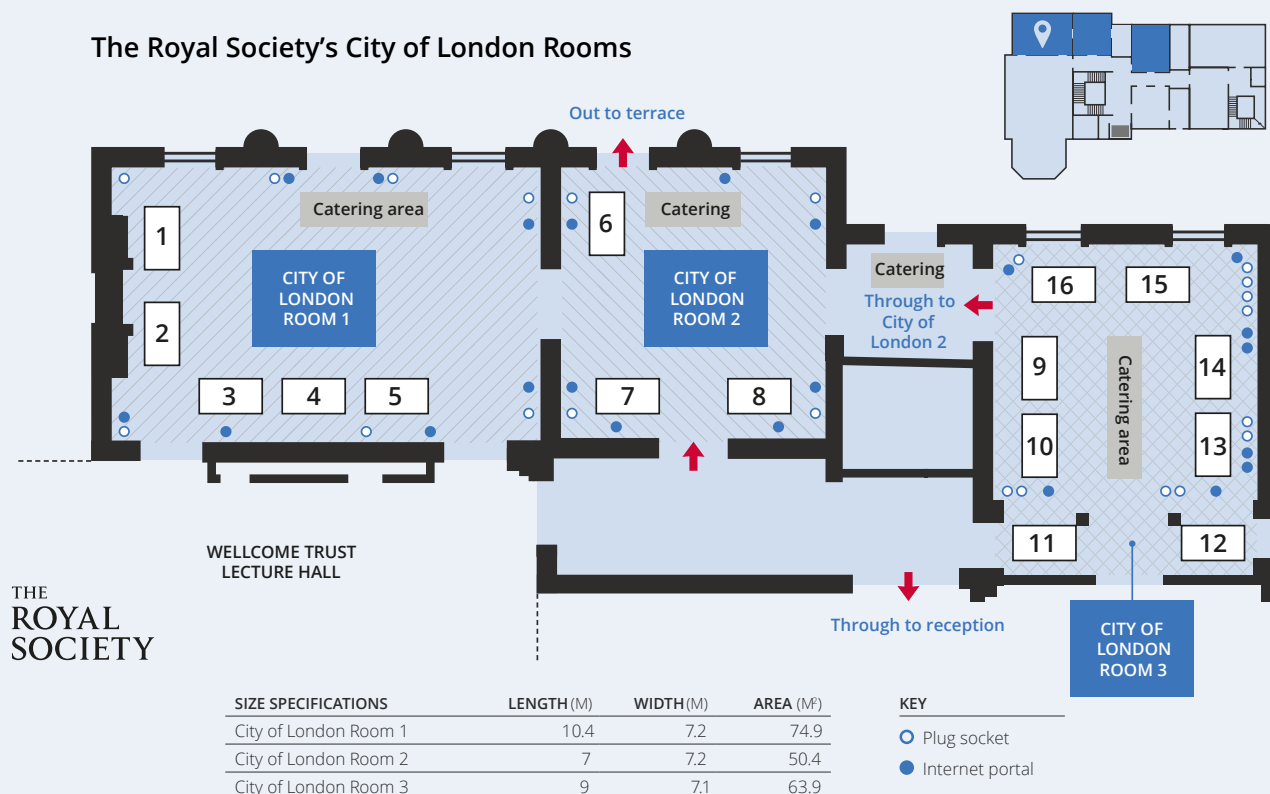 The Royal Society's City of London Rooms
Out to terrace
Catering area
Catering
1
2
3
4
5
6
7
8
CITY OF
LONDON
ROOM 1
CITY OF
LONDON
ROOM 2
Catering
Through to
City of
London 2
16
15
9
10
14
13
Catering area
11
12
WELLCOME TRUST
LECTURE HALL
Through to reception
CITY OF
LONDON
ROOM 3
THE
ROYAL
SOCIETY
SIZE SPECIFICATIONS LENGTH (M) WIDTH (M) AREA (M²)
City of London Room 1 10.4 7.2 74.9
City of London Room 2 7 7.2 50.4
City of London Room 3 9 7.1 63.9
KEY
Plug socket
Internet portal